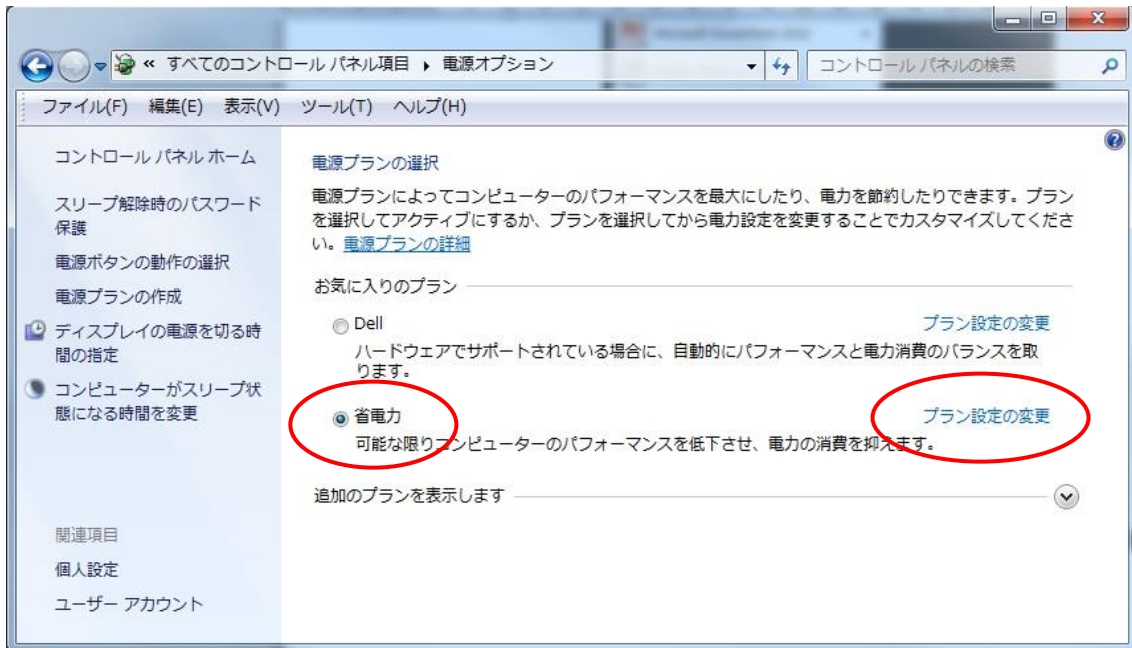 « すべてのコントロール パネル項目 ▸ 電源オプション
コントロール パネルの検索
ファイル(F) 編集(E) 表示(V) ツール(T) ヘルプ(H)
コントロール パネル ホーム
スリープ解除時のパスワード
保護
電源ボタンの動作の選択
電源プランの作成
ディスプレイの電源を切る時
間の指定
コンピューターがスリープ状
態になる時間を変更
関連項目
個人設定
ユーザー アカウント
電源プランの選択
電源プランによってコンピューターのパフォーマンスを最大にしたり、電力を節約したりできます。プラン
を選択してアクティブにするか、プランを選択してから電力設定を変更することでカスタマイズしてくださ
い。電源プランの詳細
お気に入りのプラン
Dell プラン設定の変更
ハードウェアでサポートされている場合に、自動的にパフォーマンスと電力消費のバランスを取
ります。
省電力 プラン設定の変更
可能な限りコンピューターのパフォーマンスを低下させ、電力の消費を抑えます。
追加のプランを表示します